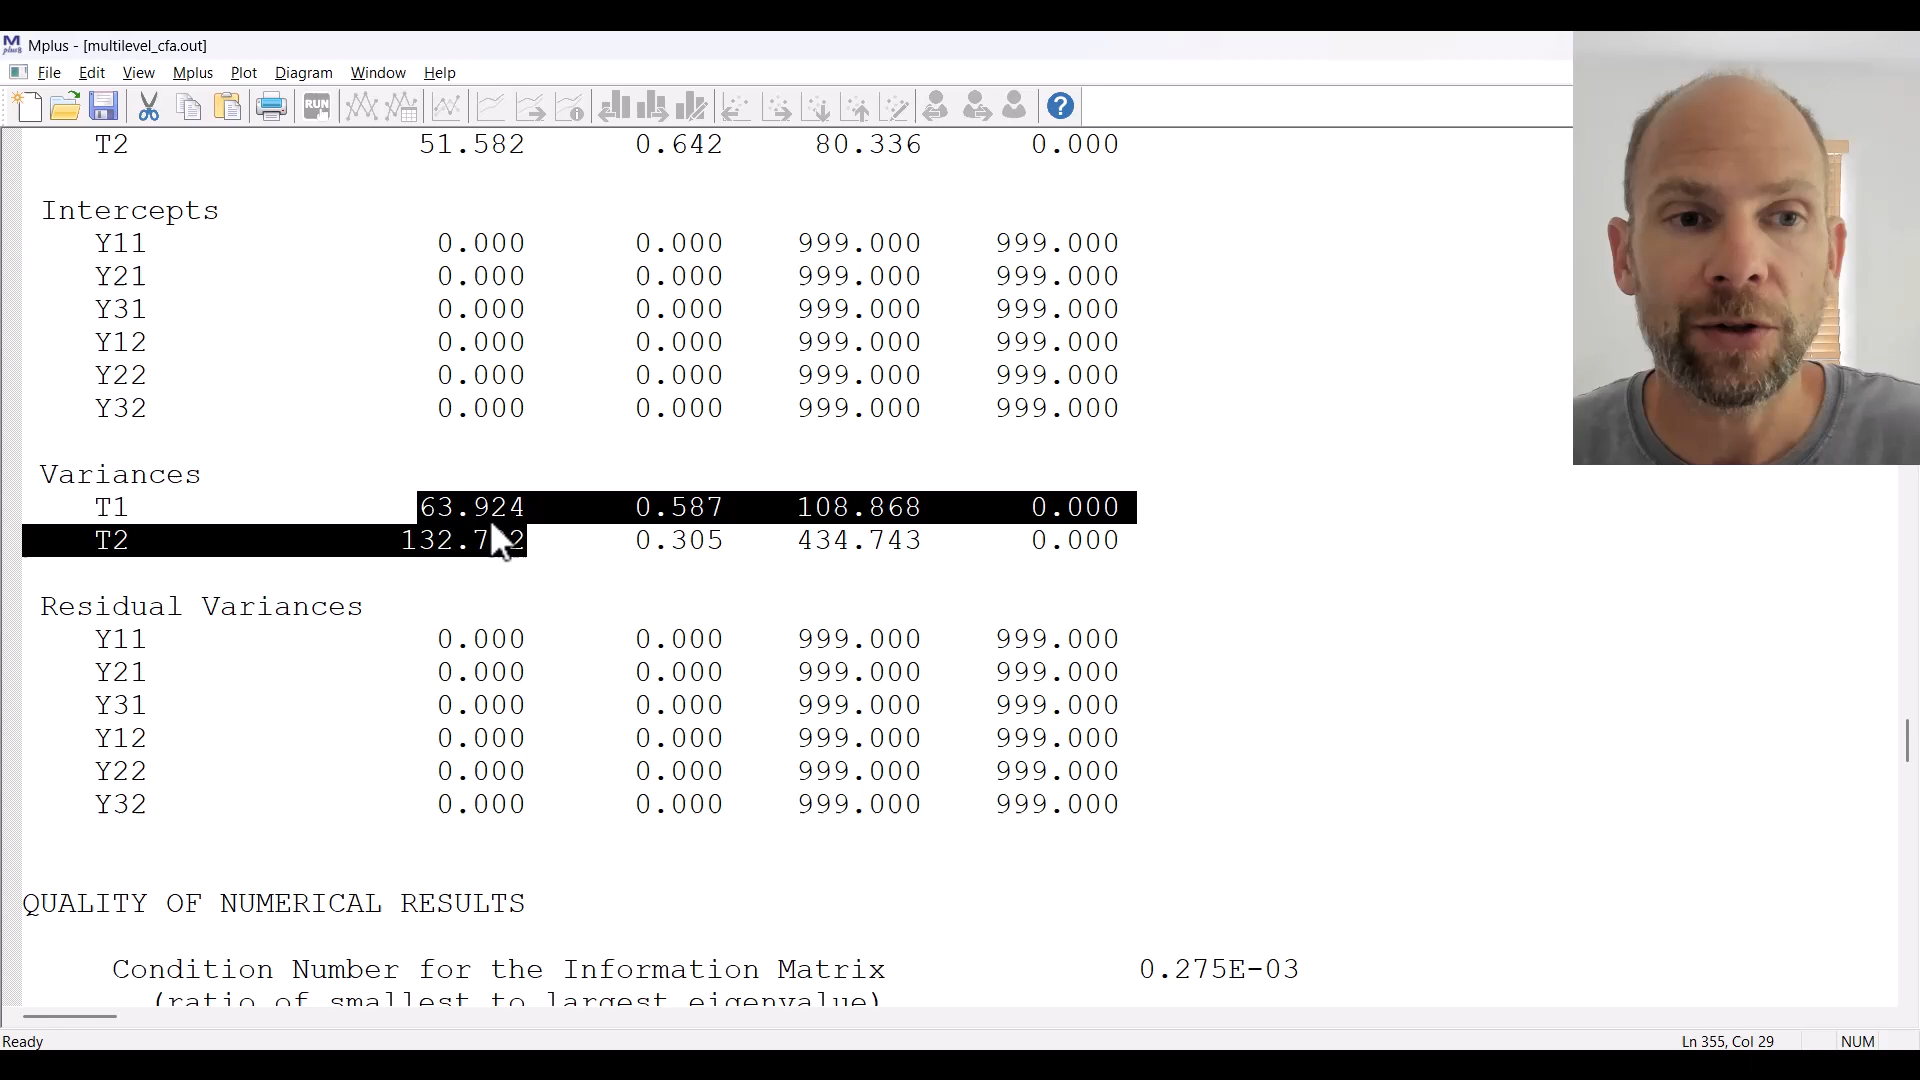 Mplus - [multilevel_cfa.out]
File Edit View Mplus Plot Diagram Window Help
RUN
T2 51.582 0.642 80.336 0.000
Intercepts
Y11 0.000 0.000 999.000 999.000
Y21 0.000 0.000 999.000 999.000
Y31 0.000 0.000 999.000 999.000
Y12 0.000 0.000 999.000 999.000
Y22 0.000 0.000 999.000 999.000
Y32 0.000 0.000 999.000 999.000
Variances
T1 63.924 0.587 108.868 0.000
T2 0.305 434.743 0.000
Residual Variances
Y11 0.000 0.000 999.000 999.000
Y21 0.000 0.000 999.000 999.000
Y31 0.000 0.000 999.000 999.000
Y12 0.000 0.000 999.000 999.000
Y22 0.000 0.000 999.000 999.000
Y32 0.000 0.000 999.000 999.000
QUALITY OF NUMERICAL RESULTS
Condition Number for the Information Matrix 0.275E-03
(ratio of smallest to largest eigenvalue)
Ready Ln 355, Col 29 NUM